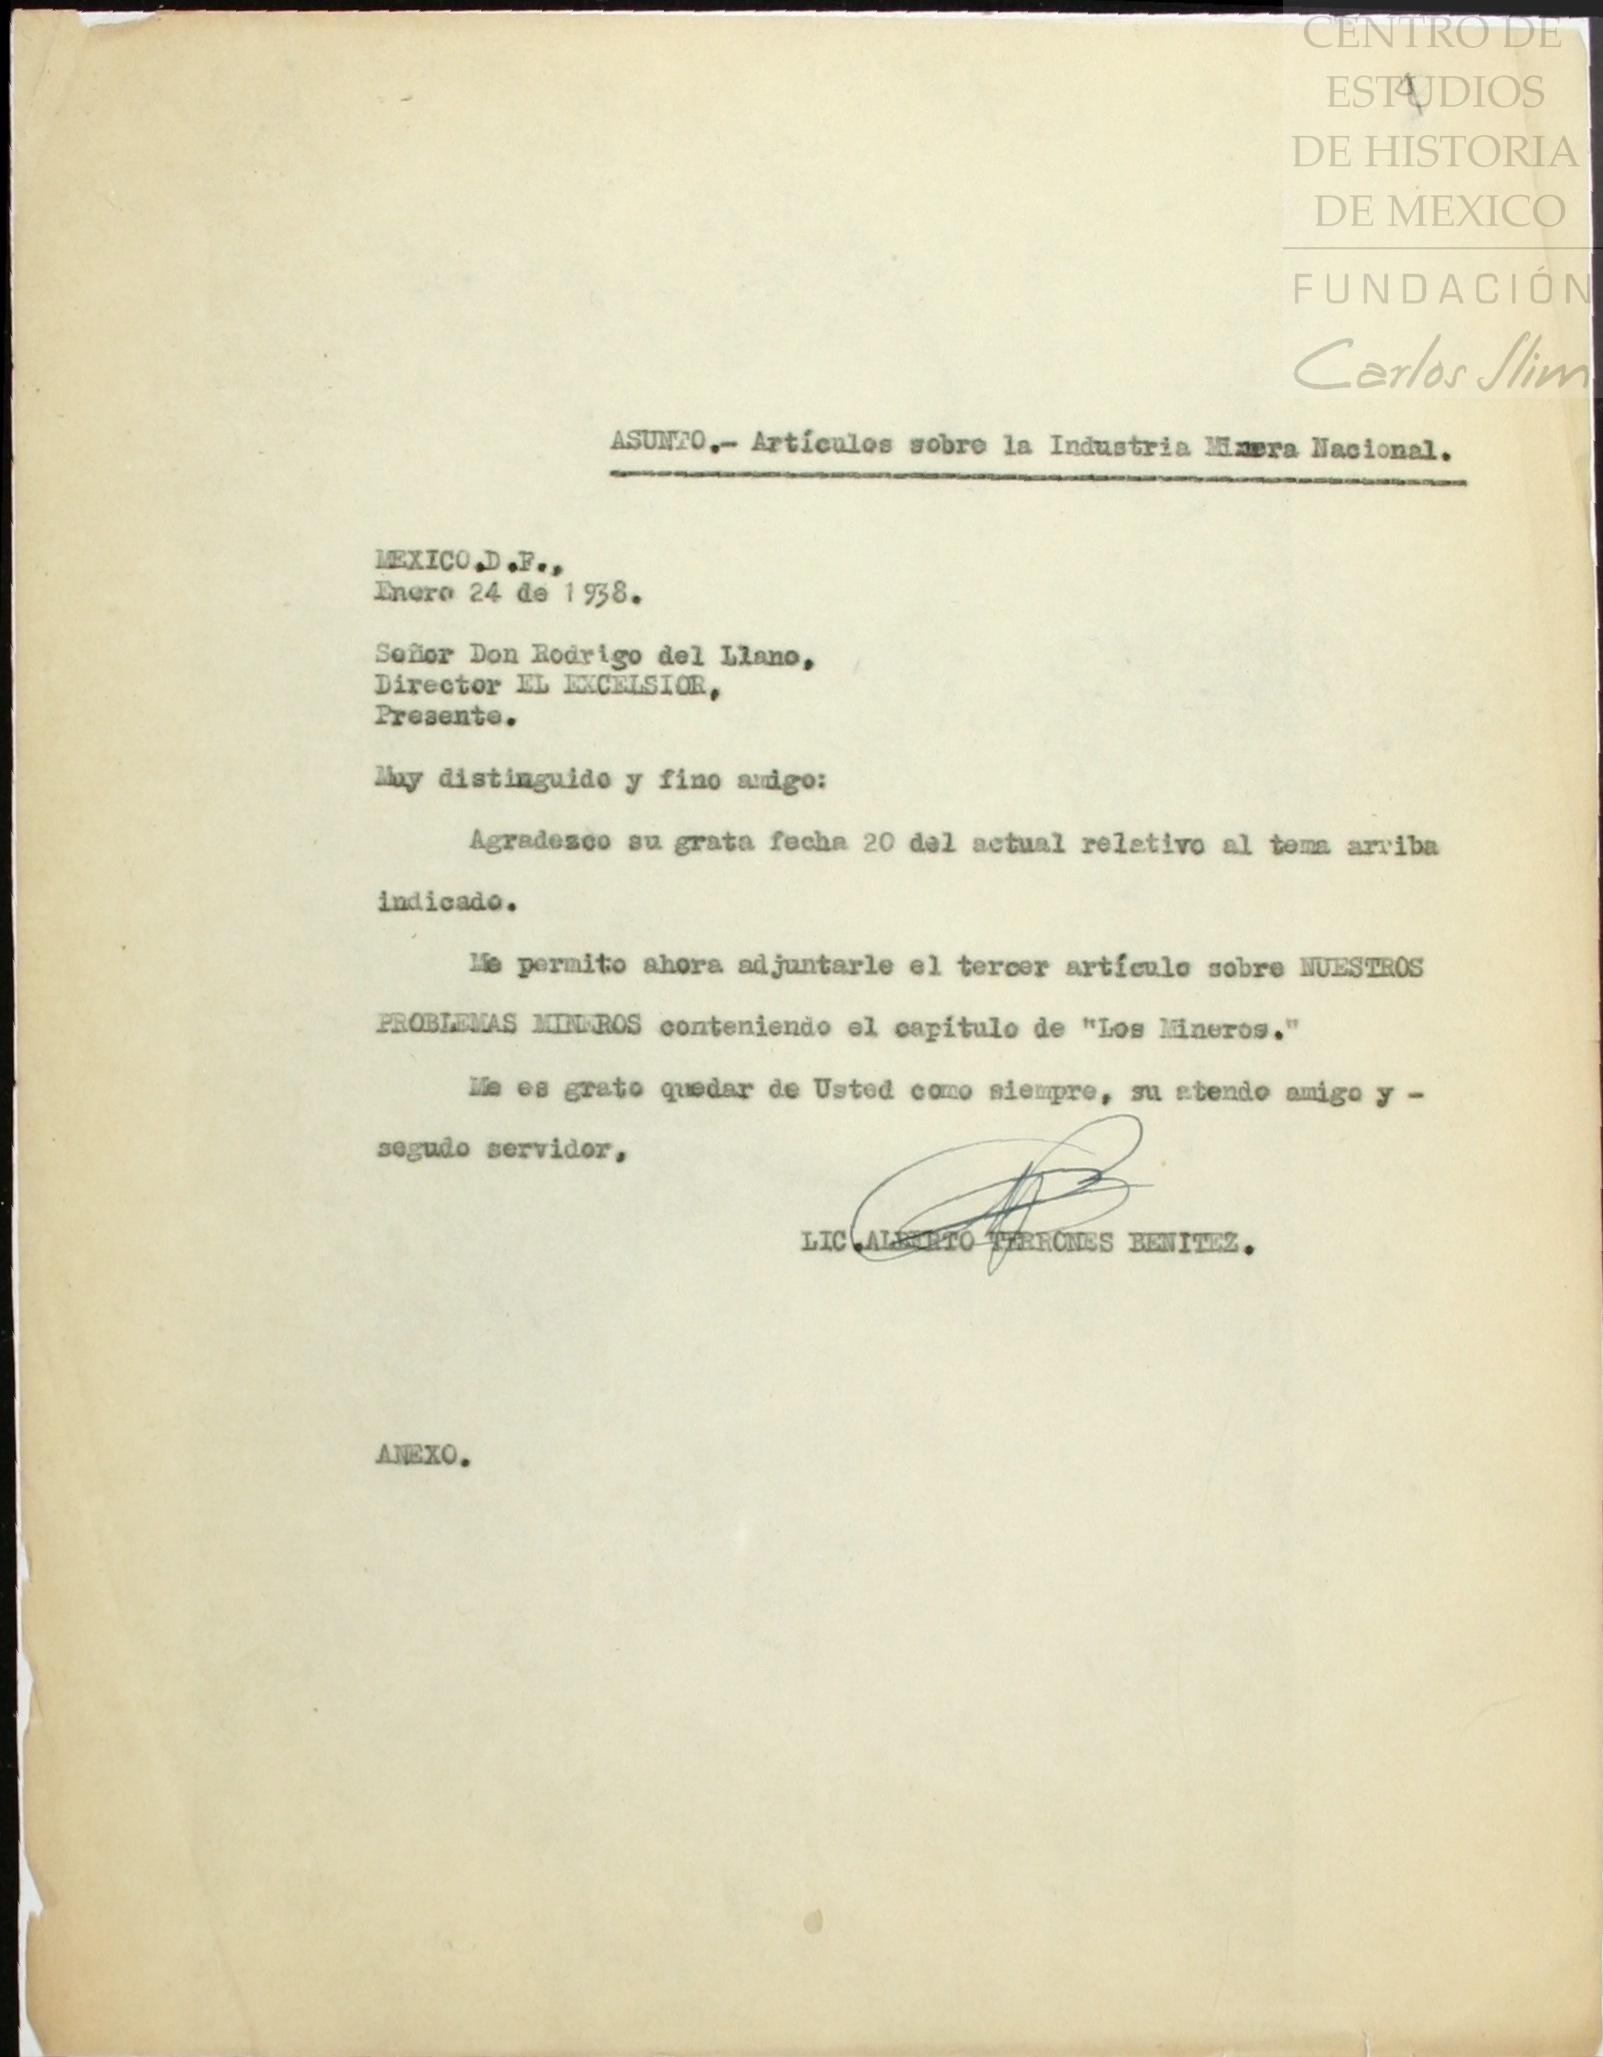 CENTRO DE
ESTUDIOS
DE HISTORIA
DE MEXICO
FUNDACIÓN
Carlos Slim
ASUNTO.- Artículos sobre la Industria Minera Nacional.
MEXICO.D.F.,
Enero 24 de 1938.
Señor Don Rodrigo del Llano,
Director EL EXCELSIOR,
Presente.
Muy distinguido y fino amigo:
Agradezco su grata fecha 20 del actual relativo al tema arriba
indicado.
Me permito ahora adjuntarle el tercer artículo sobre NUESTROS
PROBLEMAS MINEROS conteniendo el capítulo de "Los Mineros."
Me es grato quedar de Usted como siempre, su atendo amigo y -
segudo servidor,
LIC.ALBERTO TERRONES BENITEZ.
ANEXO.